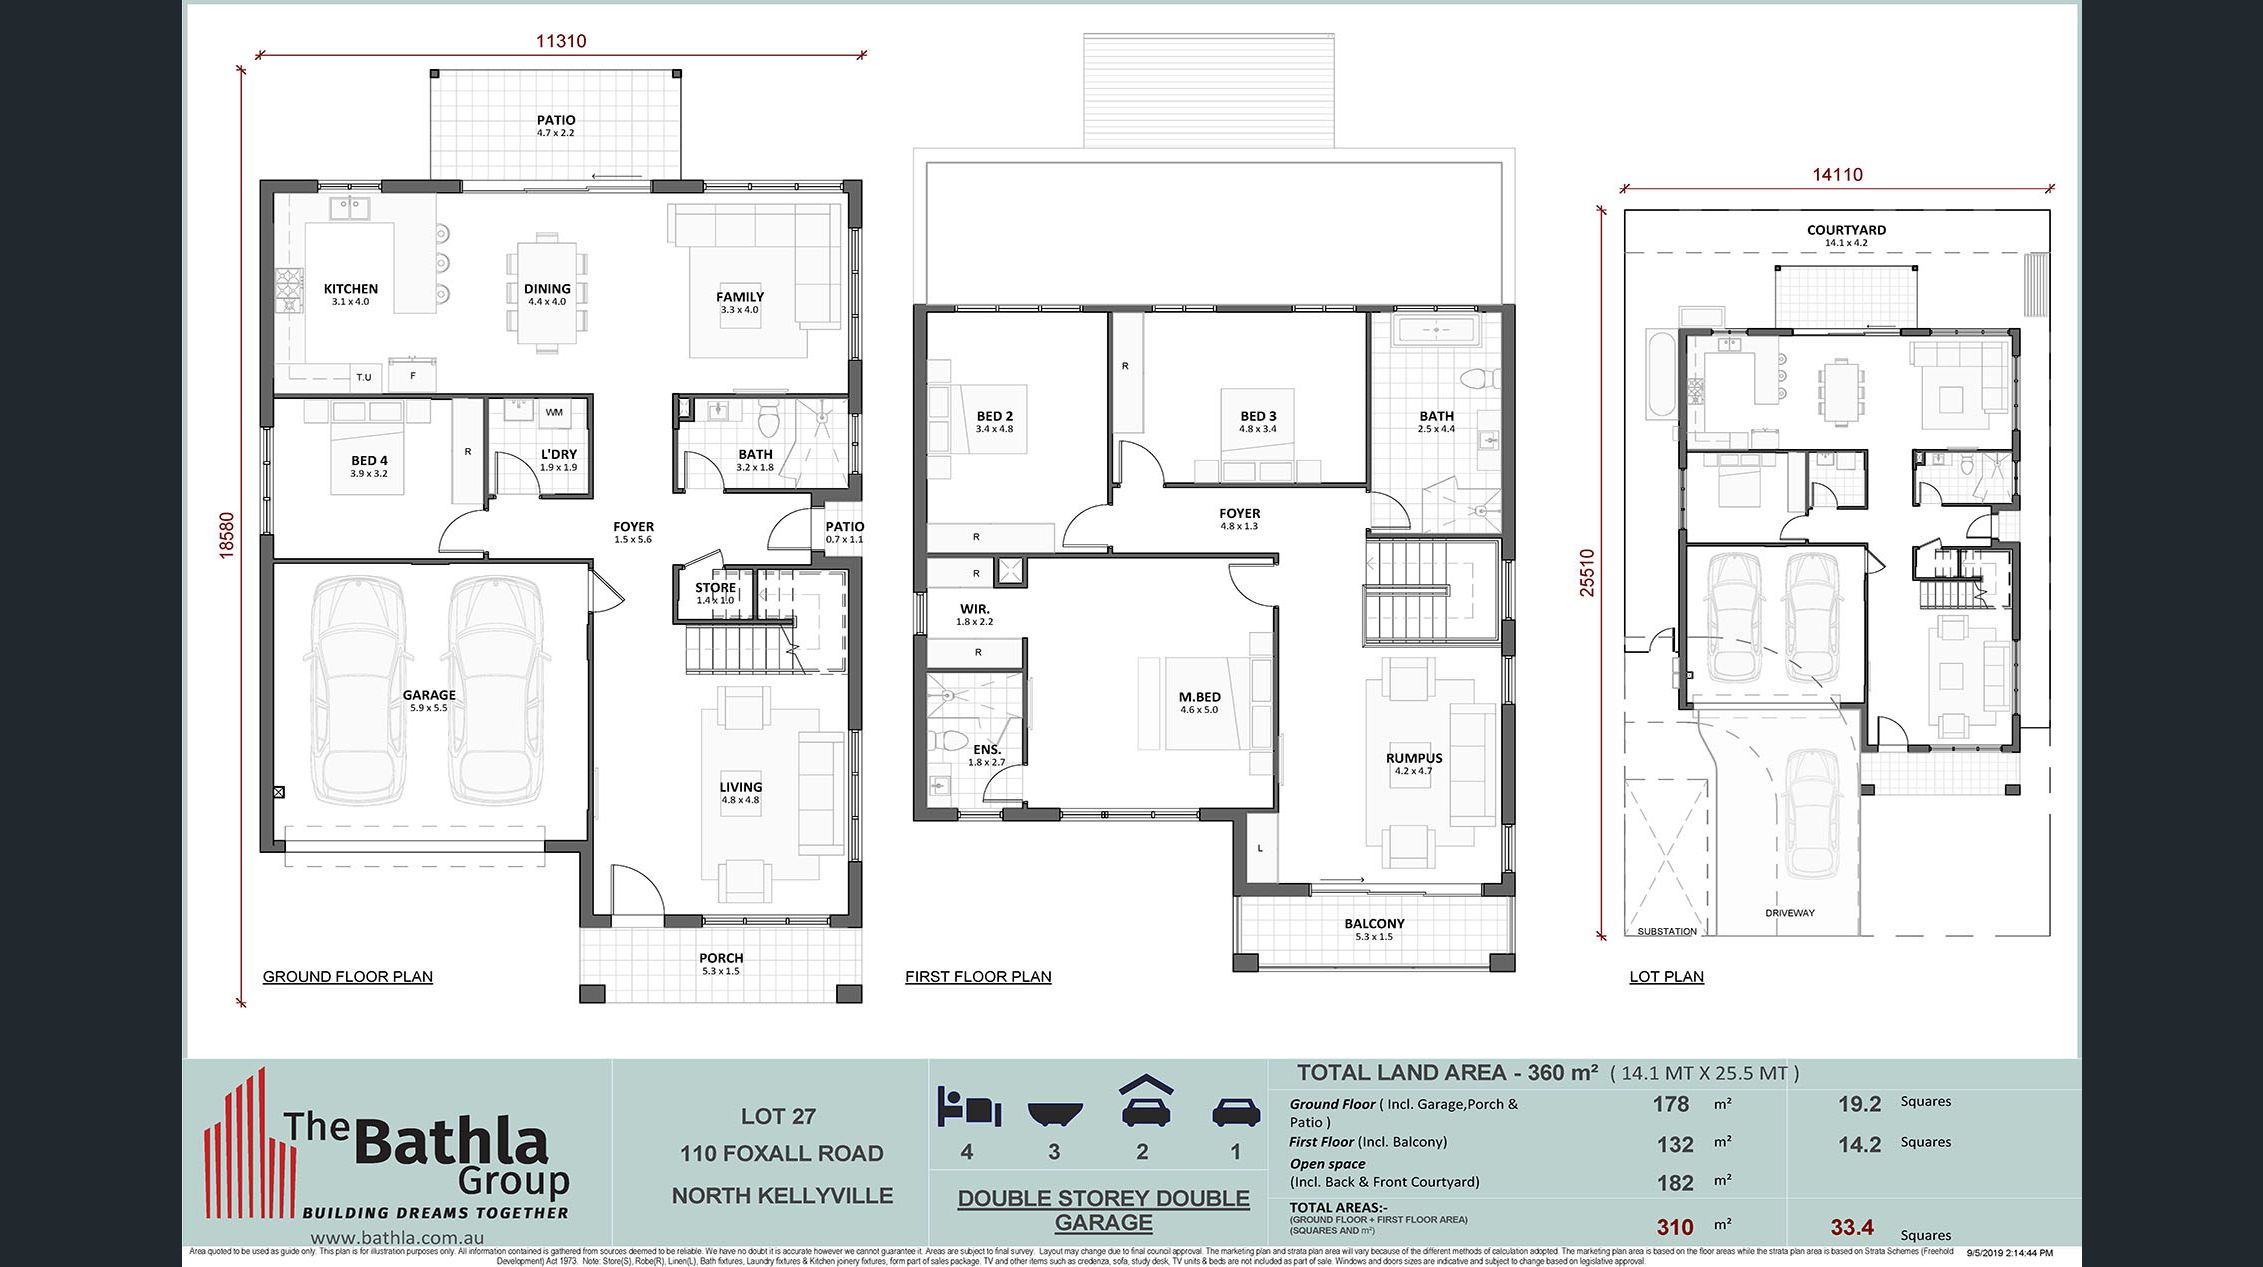 11310
18580
PATIO
4.7 x 2.2
KITCHEN
3.1 x 4.0
DINING
4.4 x 4.0
FAMILY
3.3 x 4.0
T.U
F
BED 4
3.9 x 3.2
R
WM
L'DRY
1.9 x 1.9
BATH
3.2 x 1.8
FOYER
1.5 x 5.6
PATIO
0.7 x 1.1
STORE
1.4 x 1.0
GARAGE
5.9 x 5.5
LIVING
4.8 x 4.8
PORCH
5.3 x 1.5
GROUND FLOOR PLAN
BED 2
3.4 x 4.8
R
R
BED 3
4.8 x 3.4
BATH
2.5 x 4.4
FOYER
4.8 x 1.3
R
WIR.
1.8 x 2.2
R
M.BED
4.6 x 5.0
ENS.
1.8 x 2.7
RUMPUS
4.2 x 4.7
L
BALCONY
5.3 x 1.5
FIRST FLOOR PLAN
14110
25510
COURTYARD
14.1 x 4.2
DRIVEWAY
SUBSTATION
LOT PLAN
The Bathla Group
BUILDING DREAMS TOGETHER
www.bathla.com.au
LOT 27
110 FOXALL ROAD
NORTH KELLYVILLE
4 3 2 1
DOUBLE STOREY DOUBLE
GARAGE
TOTAL LAND AREA - 360 m² ( 14.1 MT X 25.5 MT )
Ground Floor ( Incl. Garage,Porch & 178 m² 19.2 Squares
Patio )
First Floor (Incl. Balcony) 132 m² 14.2 Squares
Open space
(Incl. Back & Front Courtyard) 182 m²
TOTAL AREAS:-
(GROUND FLOOR + FIRST FLOOR AREA) 310 m² 33.4 Squares
(SQUARES AND m²)
Area quoted to be used as guide only. This plan is for illustration purposes only. All information contained is gathered from sources deemed to be reliable. We have no doubt it is accurate however we cannot guarantee it. Areas are subject to final survey. Layout may change due to final council approval. The marketing plan and strata plan area will vary because of the different methods of calculation adopted. The marketing plan area is based on the floor areas while the strata plan area is based on Strata Schemes (Freehold
Development) Act 1973. Note: Store(S), Robe(R), Linen(L), Bath fixtures, Laundry fixtures & Kitchen joinery fixtures, form part of sales package. TV and other items such as credenza, sofa, study desk, TV units & beds are not included as part of sale. Windows and doors sizes are indicative and subject to change based on legislative approval.
9/5/2019 2:14:44 PM